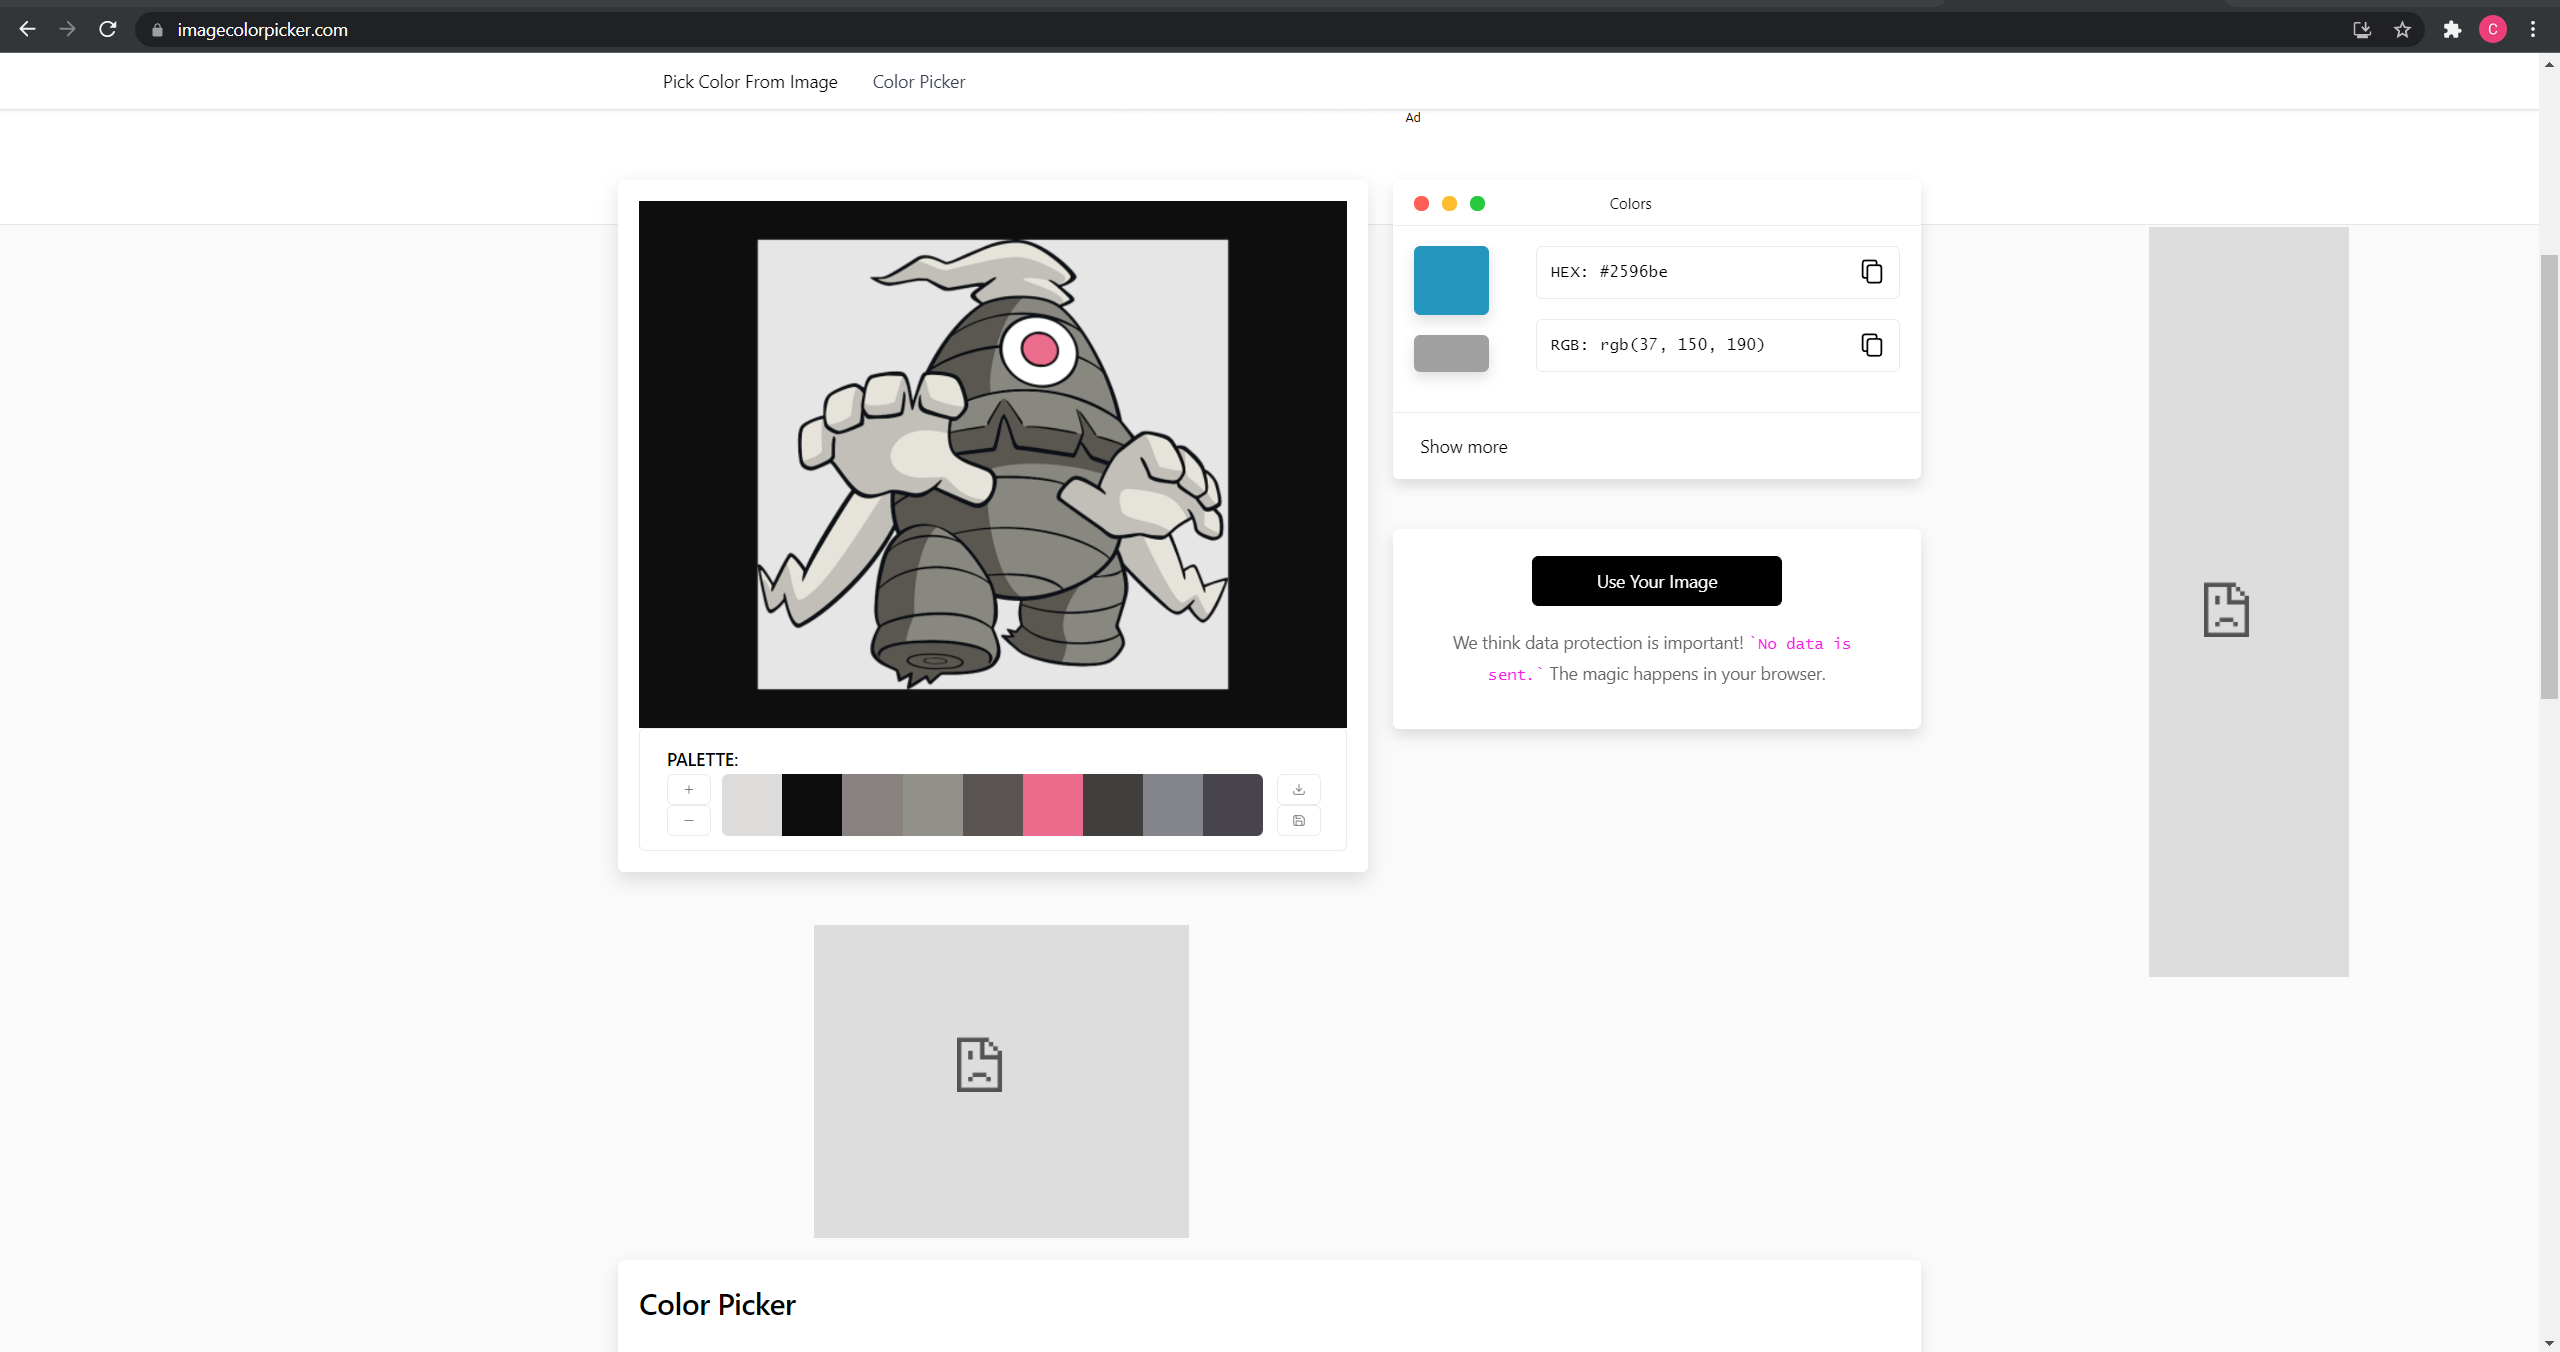 imagecolorpicker.com
C
Pick Color From Image
Color Picker
Ad
Colors
HEX: #2596be
RGB: rgb(37, 150, 190)
Show more
Use Your Image
We think data protection is important! `No data is
sent.` The magic happens in your browser.
PALETTE:
+
−
Color Picker